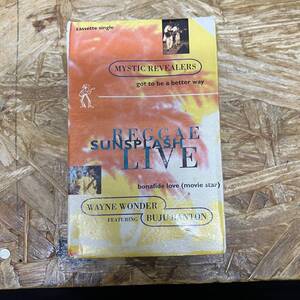 cassette single
MYSTIC REVEALERS
got to be a better way
REGGAE
SUNSPLASH
LIVE
bonafide love (movie star)
WAYNE WONDER
FEATURING BUJU BANTON